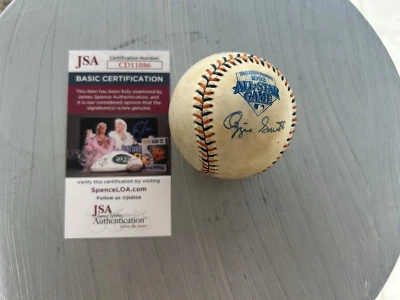 JSA
Certification Number
CD11086
BASIC CERTIFICATION
This item has been fully examined by
James Spence Authentication, and
it is our considered opinion that the
signature(s) is/are genuine.
Verify this certification by visiting
SpenceLOA.com
Follow us @jsaloa
JSA
Authentication
ALL-STAR
GAME
Ozzie Smith